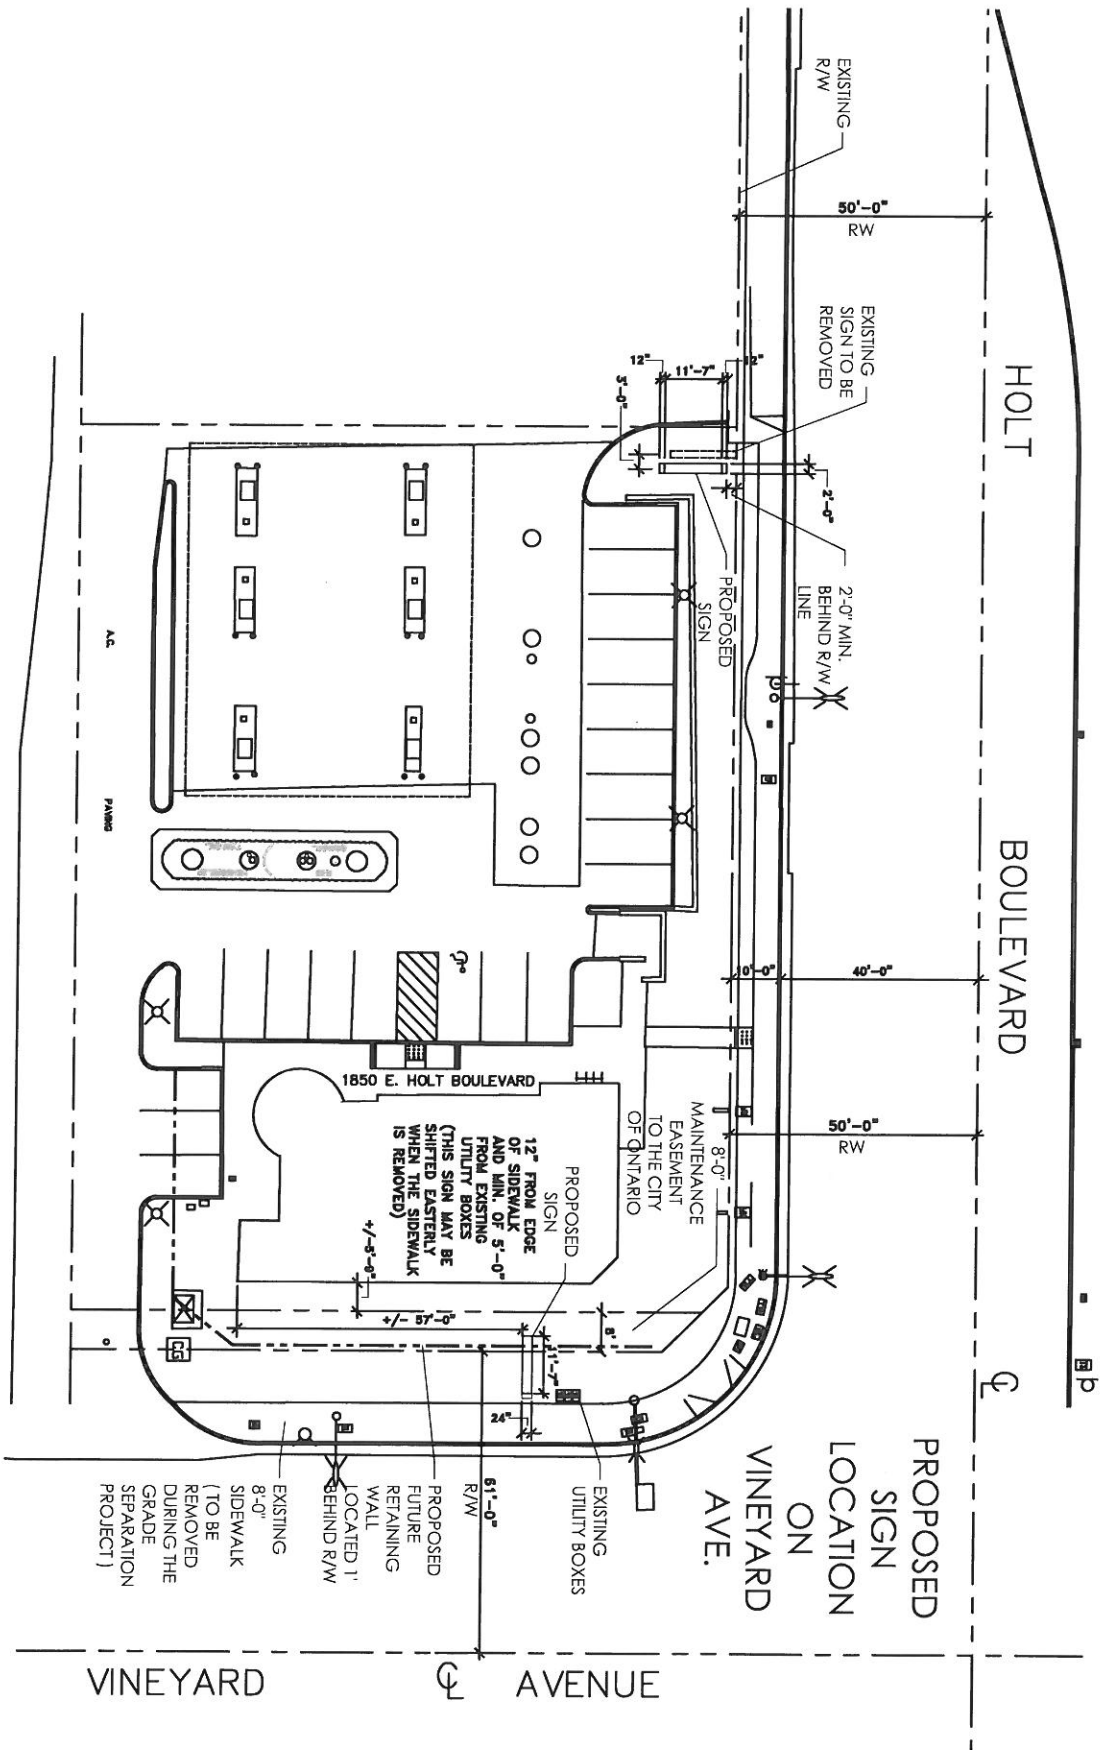 HOLT
BOULEVARD
EXISTING
R/W
50'-0"
RW
EXISTING
SIGN TO BE
REMOVED
12"
11'-7"
12"
5'-0"
2'-0"
2'-0" MIN.
BEHIND R/W
LINE
PROPOSED
SIGN
10'-0"
40'-0"
50'-0"
RW
8'-0"
MAINTENANCE
EASEMENT
TO THE CITY
OF ONTARIO
PROPOSED
SIGN
12" FROM EDGE
OF SIDEWALK
AND MIN. OF 5'-0"
FROM EXISTING
UTILITY BOXES
(THIS SIGN MAY BE
SHIFTED EASTERLY
WHEN THE SIDEWALK
IS REMOVED)
1850 E. HOLT BOULEVARD
A.C.
PAVING
+/-5'-9"
+/- 57'-0"
8'
11'-7"
24"
CG
61'-0"
R/W
EXISTING
UTILITY BOXES
PROPOSED
FUTURE
RETAINING
WALL
LOCATED 1'
BEHIND R/W
EXISTING
8'-0"
SIDEWALK
(TO BE
REMOVED
DURING THE
GRADE
SEPARATION
PROJECT)
CL
PROPOSED
SIGN
LOCATION
ON
VINEYARD
AVE.
VINEYARD
CL
AVENUE